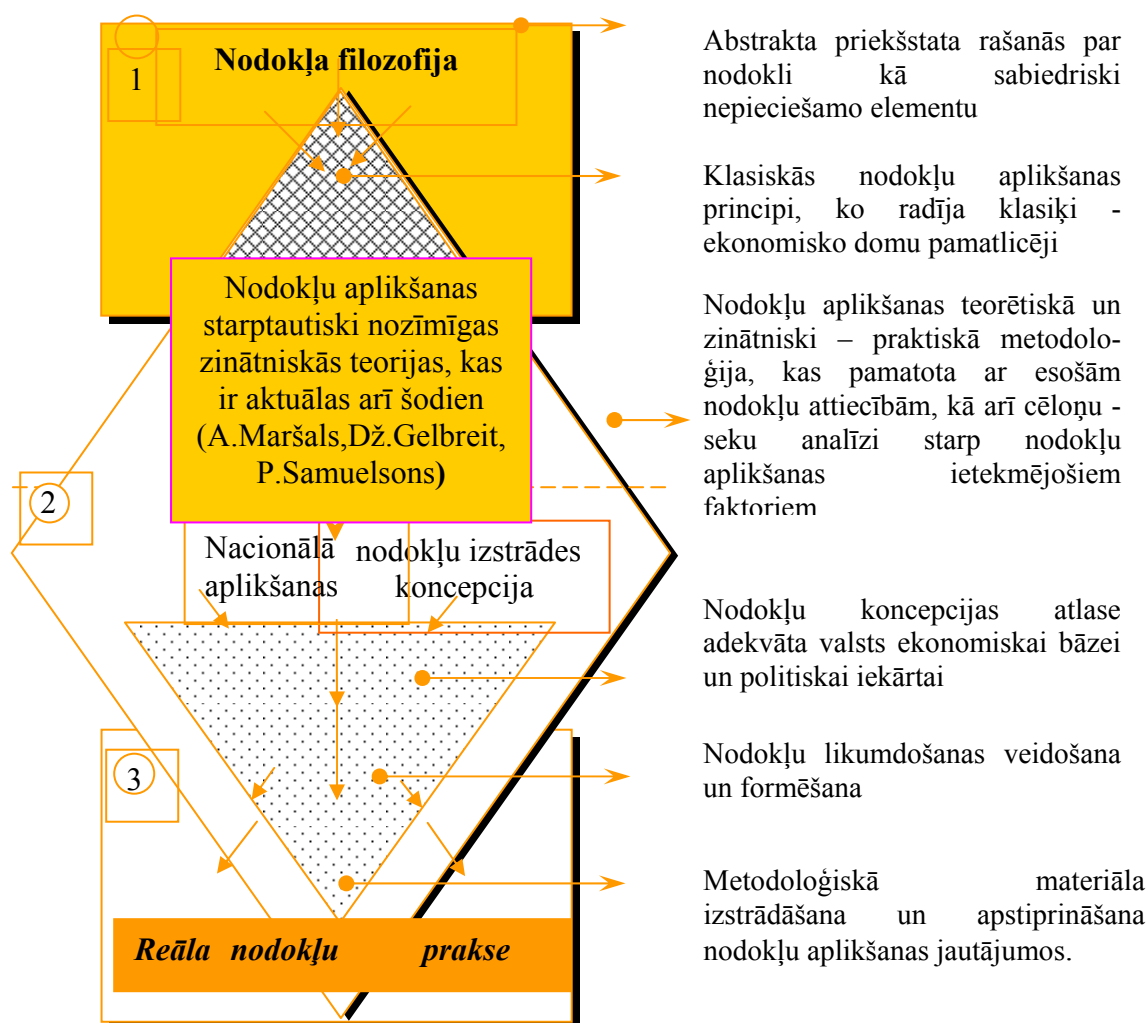 1
Nodokļa filozofija
Nodokļu aplikšanas
starptautiski nozīmīgas
zinātniskās teorijas, kas
ir aktuālas arī šodien
(A.Maršals,Dž.Gelbreit,
P.Samuelsons)
2
Nacionālā nodokļu izstrādes
aplikšanas koncepcija
3
Reāla nodokļu prakse
Abstrakta priekšstata rašanās par
nodokli kā sabiedriski
nepieciešamo elementu
Klasiskās nodokļu aplikšanas
principi, ko radīja klasiķi -
ekonomisko domu pamatlicēji
Nodokļu aplikšanas teorētiskā un
zinātniski – praktiskā metodolo-
ģija, kas pamatota ar esošām
nodokļu attiecībām, kā arī cēloņu -
seku analīzi starp nodokļu
aplikšanas ietekmējošiem
faktoriem
Nodokļu koncepcijas atlase
adekvāta valsts ekonomiskai bāzei
un politiskai iekārtai
Nodokļu likumdošanas veidošana
un formēšana
Metodoloģiskā materiāla
izstrādāšana un apstiprināšana
nodokļu aplikšanas jautājumos.